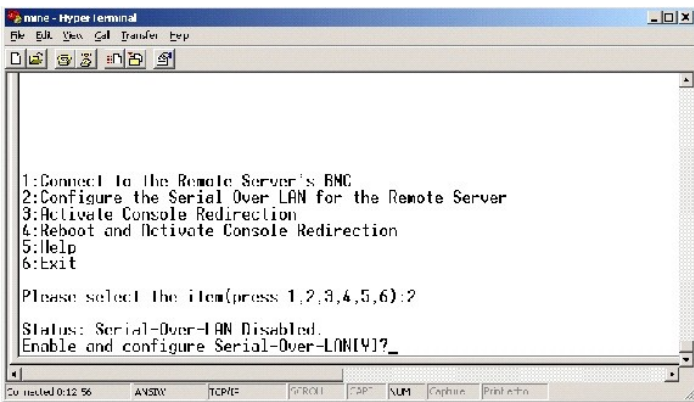 mine - HyperTerminal
File Edit View Call Transfer Help
1:Connect to the Remote Server's BMC
2:Configure the Serial Over LAN for the Remote Server
3:Activate Console Redirection
4:Reboot and Activate Console Redirection
5:Help
6:Exit
Please select the item(press 1,2,3,4,5,6):2
Status: Serial-Over-LAN Disabled.
Enable and configure Serial-Over-LAN[Y]?_
Connected 0:12:56 ANSIW TCP/IP SCROLL CAPS NUM Capture Print echo